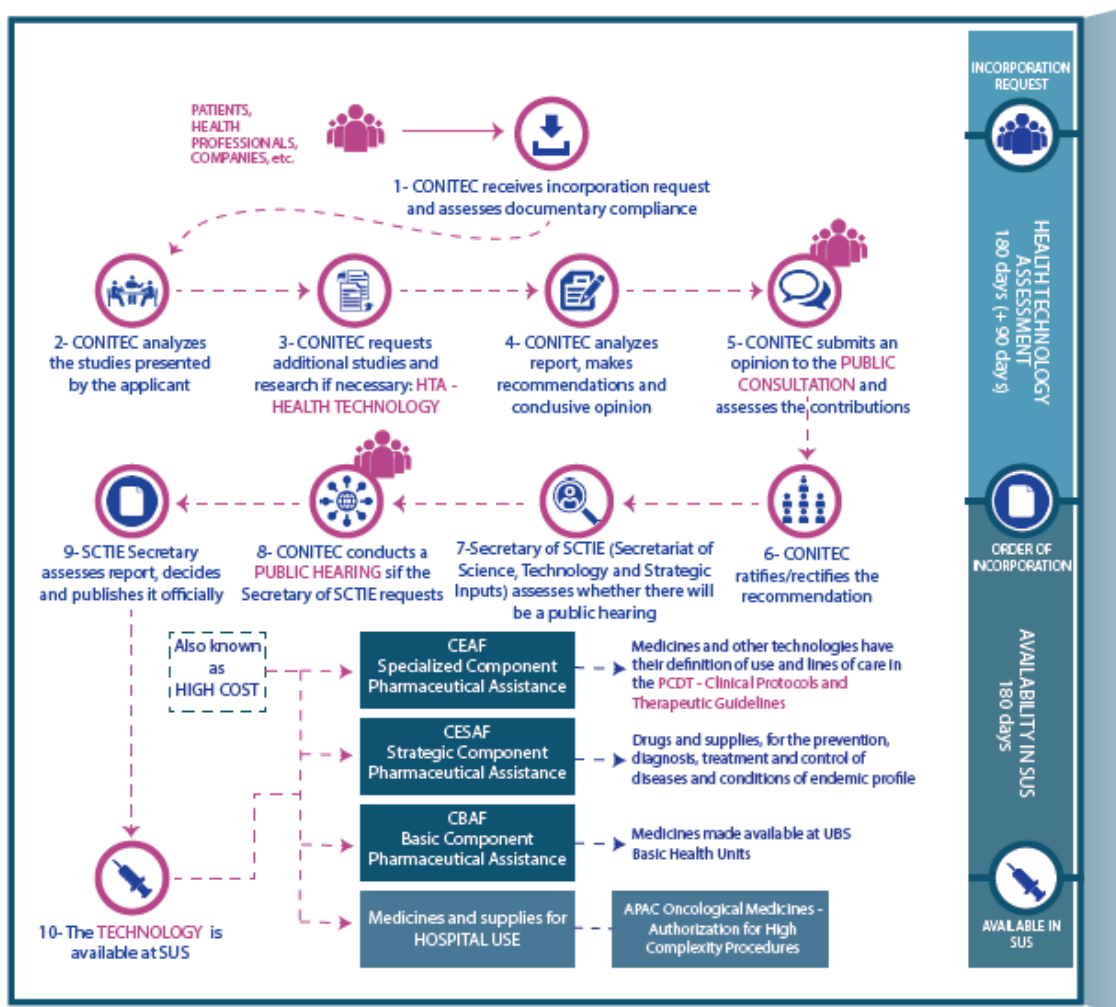 PATIENTS,
HEALTH
PROFESSIONALS,
COMPANIES, etc.
1- CONITEC receives incorporation request
and assesses documentary compliance
2- CONITEC analyzes
the studies presented
by the applicant
3- CONITEC requests
additional studies and
research if necessary: HTA -
HEALTH TECHNOLOGY
4- CONITEC analyzes
report, makes
recommendations and
conclusive opinion
5- CONITEC submits an
opinion to the PUBLIC
CONSULTATION and
assesses the contributions
9- SCTIE Secretary
assesses report, decides
and publishes it officially
8- CONITEC conducts a
PUBLIC HEARING sif the
Secretary of SCTIE requests
7-Secretary of SCTIE (Secretariat of
Science, Technology and Strategic
Inputs) assesses whether there will
be a public hearing
6- CONITEC
ratifies/rectifies the
recommendation
Also known
as
HIGH COST
CEAF
Specialized Component
Pharmaceutical Assistance
Medicines and other technologies have
their definition of use and lines of care in
the PCDT - Clinical Protocols and
Therapeutic Guidelines
CESAF
Strategic Component
Pharmaceutical Assistance
Drugs and supplies, for the prevention,
diagnosis, treatment and control of
diseases and conditions of endemic profile
CBAF
Basic Component
Pharmaceutical Assistance
Medicines made available at UBS
Basic Health Units
10- The TECHNOLOGY is
available at SUS
Medicines and supplies for
HOSPITAL USE
APAC Oncological Medicines -
Authorization for High
Complexity Procedures
INCORPORATION
REQUEST
HEALTH TECHNOLOGY
ASSESSMENT
180 days (+ 90 days)
ORDER OF
INCORPORATION
AVAILABILITY IN SUS
180 days
AVAILABLE IN
SUS